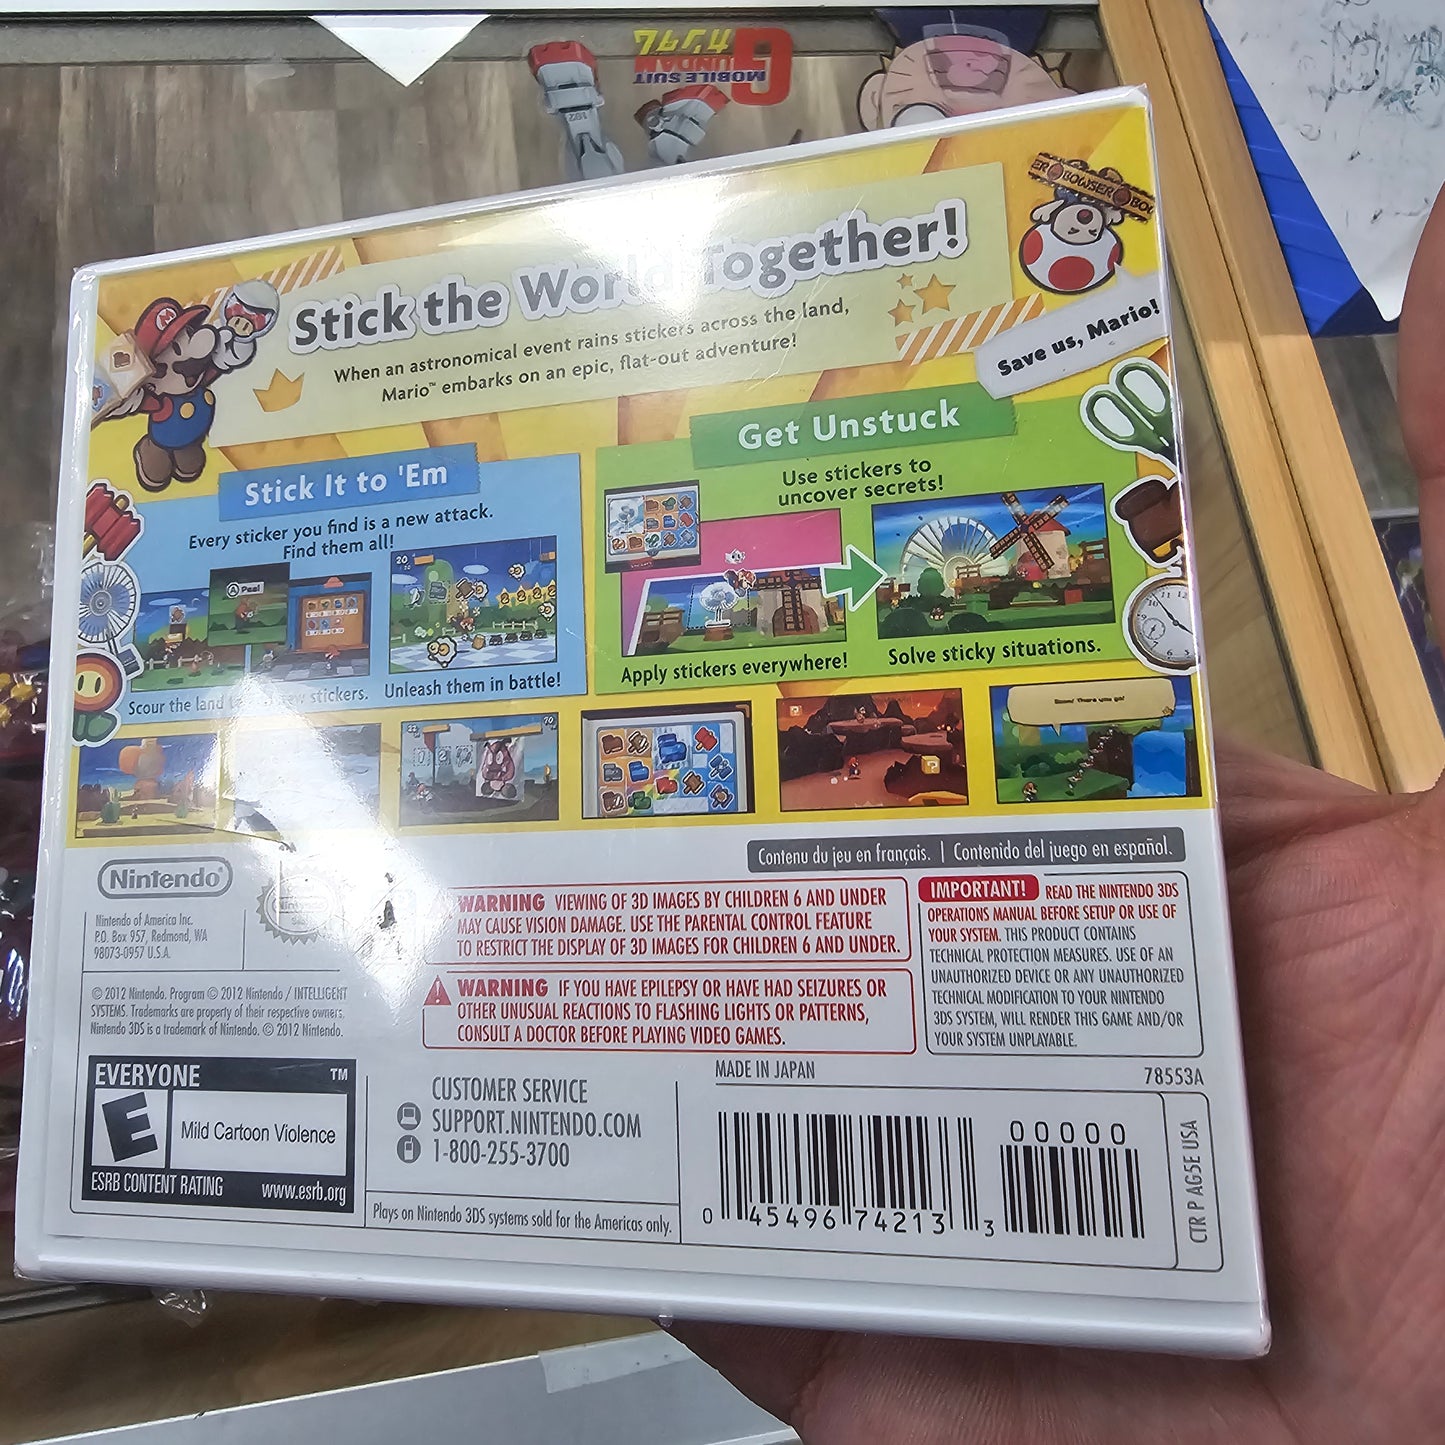 MOBILE SUIT
GUNDAM
BOWSER
Stick the World Together!
When an astronomical event rains stickers across the land,
Mario™ embarks on an epic, flat-out adventure!
Save us, Mario!
Stick It to 'Em
Every sticker you find is a new attack.
Find them all!
Peel
20
Scour the land stickers.
Unleash them in battle!
Get Unstuck
Use stickers to
uncover secrets!
Apply stickers everywhere!
Solve sticky situations.
70
There you go!
Contenu du jeu en français. | Contenido del juego en español.
Nintendo®
Nintendo of America Inc.
P.O. Box 957, Redmond, WA
98073-0957 U.S.A.
© 2012 Nintendo. Program © 2012 Nintendo / INTELLIGENT
SYSTEMS. Trademarks are property of their respective owners.
Nintendo 3DS is a trademark of Nintendo. © 2012 Nintendo.
WARNING VIEWING OF 3D IMAGES BY CHILDREN 6 AND UNDER
MAY CAUSE VISION DAMAGE. USE THE PARENTAL CONTROL FEATURE
TO RESTRICT THE DISPLAY OF 3D IMAGES FOR CHILDREN 6 AND UNDER.
WARNING IF YOU HAVE EPILEPSY OR HAVE HAD SEIZURES OR
OTHER UNUSUAL REACTIONS TO FLASHING LIGHTS OR PATTERNS,
CONSULT A DOCTOR BEFORE PLAYING VIDEO GAMES.
IMPORTANT! READ THE NINTENDO 3DS
OPERATIONS MANUAL BEFORE SETUP OR USE OF
YOUR SYSTEM. THIS PRODUCT CONTAINS
TECHNICAL PROTECTION MEASURES. USE OF AN
UNAUTHORIZED DEVICE OR ANY UNAUTHORIZED
TECHNICAL MODIFICATION TO YOUR NINTENDO
3DS SYSTEM, WILL RENDER THIS GAME AND/OR
YOUR SYSTEM UNPLAYABLE.
EVERYONE ™
E
Mild Cartoon Violence
ESRB CONTENT RATING www.esrb.org
CUSTOMER SERVICE
SUPPORT.NINTENDO.COM
1-800-255-3700
Plays on Nintendo 3DS systems sold for the Americas only.
MADE IN JAPAN
78553A
00000
0 45496 74213 3
CTR P AG5E USA